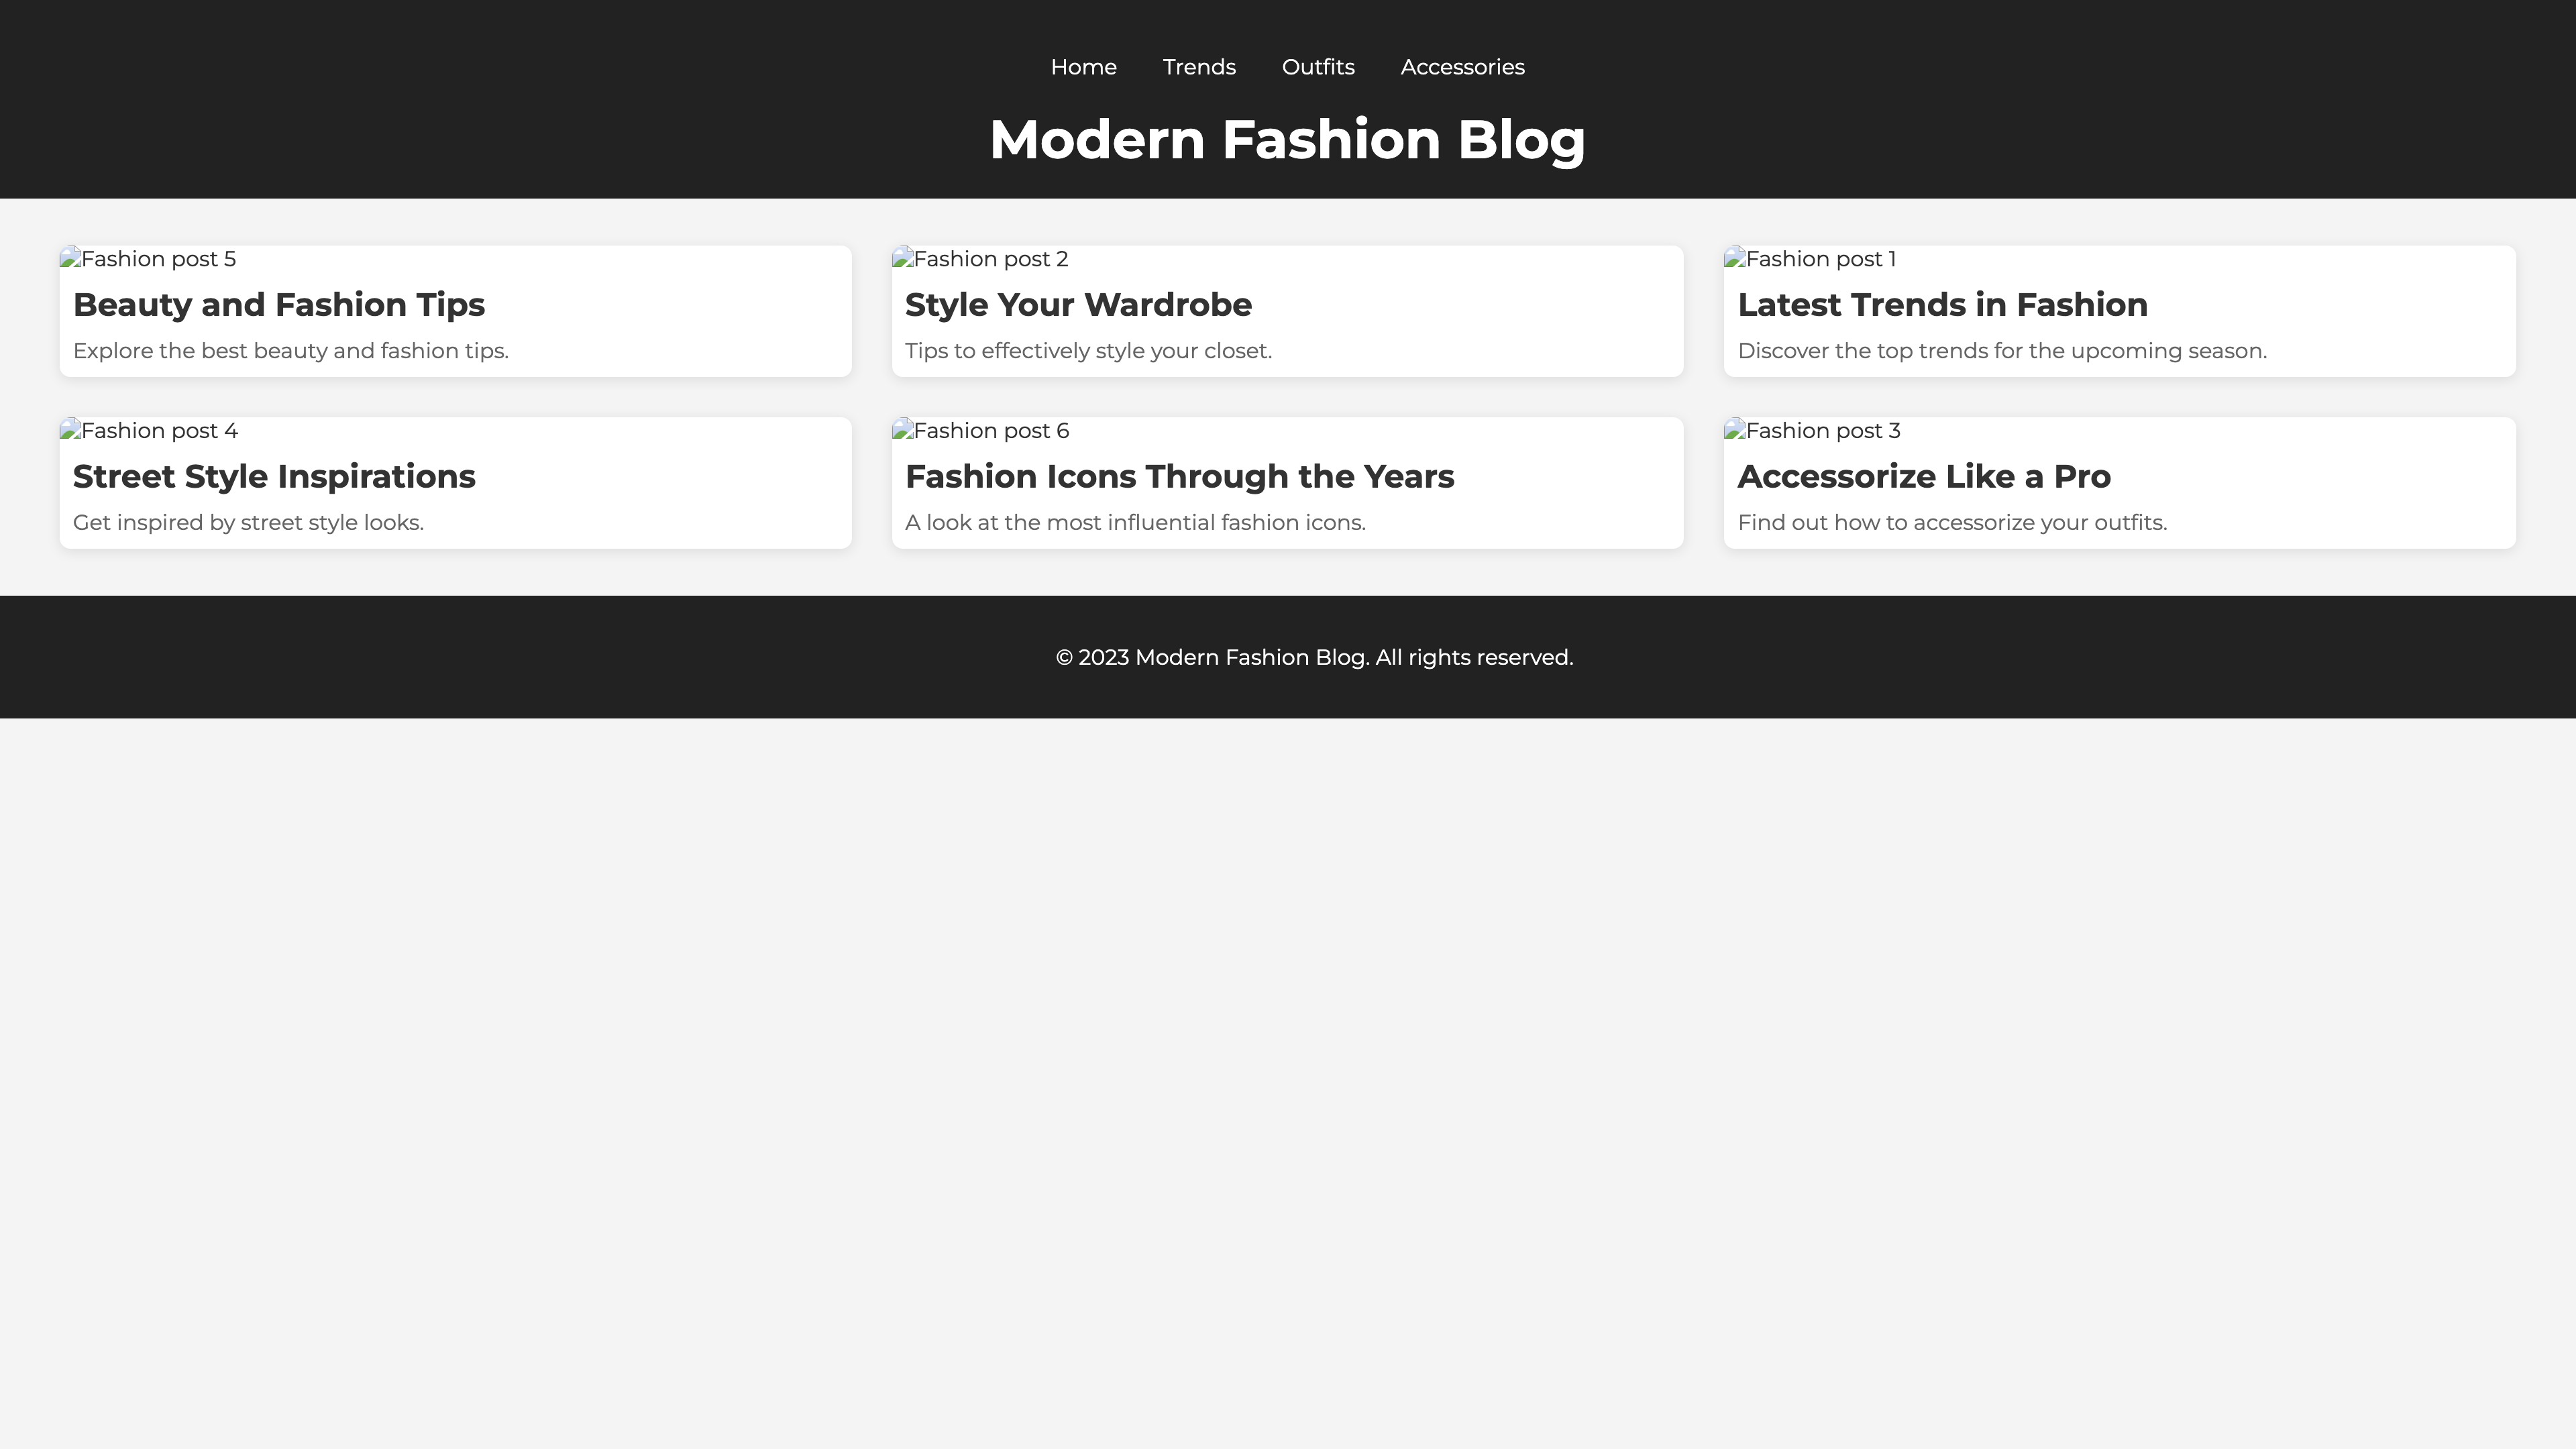 Home Trends Outfits Accessories
Modern Fashion Blog
Fashion post 5
Beauty and Fashion Tips
Explore the best beauty and fashion tips.
Fashion post 2
Style Your Wardrobe
Tips to effectively style your closet.
Fashion post 1
Latest Trends in Fashion
Discover the top trends for the upcoming season.
Fashion post 4
Street Style Inspirations
Get inspired by street style looks.
Fashion post 6
Fashion Icons Through the Years
A look at the most influential fashion icons.
Fashion post 3
Accessorize Like a Pro
Find out how to accessorize your outfits.
© 2023 Modern Fashion Blog. All rights reserved.